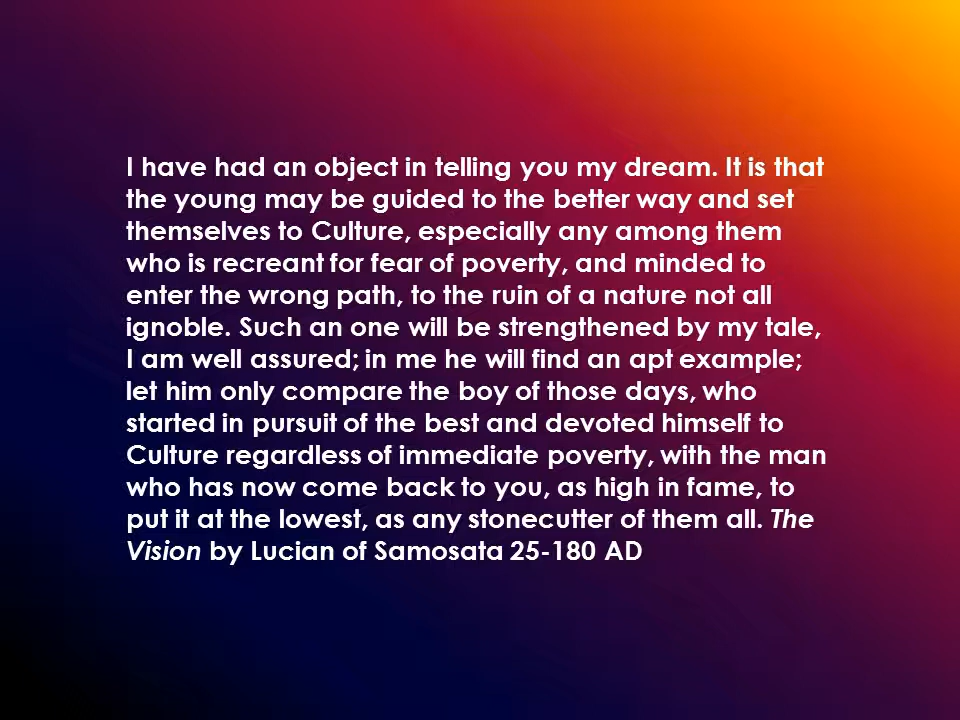 I have had an object in telling you my dream. It is that
the young may be guided to the better way and set
themselves to Culture, especially any among them
who is recreant for fear of poverty, and minded to
enter the wrong path, to the ruin of a nature not all
ignoble. Such an one will be strengthened by my tale,
I am well assured; in me he will find an apt example;
let him only compare the boy of those days, who
started in pursuit of the best and devoted himself to
Culture regardless of immediate poverty, with the man
who has now come back to you, as high in fame, to
put it at the lowest, as any stonecutter of them all. The
Vision by Lucian of Samosata 25-180 AD